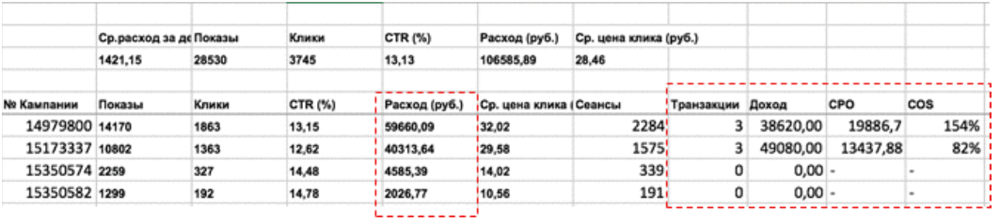 Ср.расход за де Показы Клики CTR (%) Расход (руб.) Ср. цена клика (руб.)
1421,15 28530 3745 13,13 106585,89 28,46
№ Кампании Показы Клики CTR (%) Расход (руб.) Ср. цена клика ( Сеансы Транзакции Доход CPO COS
14979800 14170 1863 13,15 59660,09 32,02 2284 3 38620,00 19886,7 154%
15173337 10802 1363 12,62 40313,64 29,58 1575 3 49080,00 13437,88 82%
15350574 2259 327 14,48 4585,39 14,02 339 0 0,00 - -
15350582 1299 192 14,78 2026,77 10,56 191 0 0,00 - -